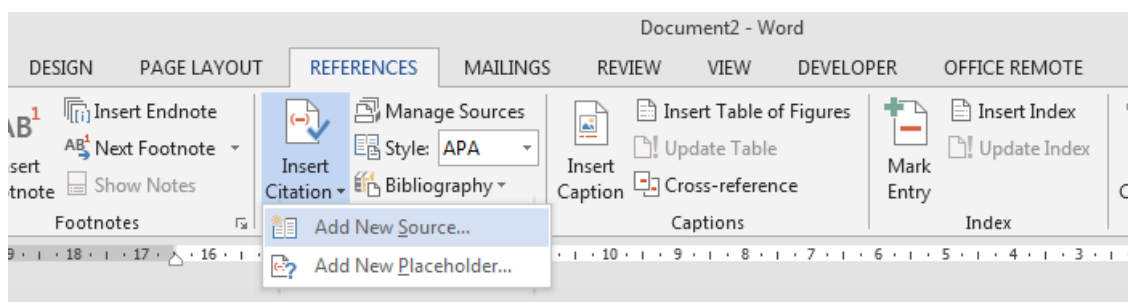 Document2 - Word
DESIGN PAGE LAYOUT REFERENCES MAILINGS REVIEW VIEW DEVELOPER OFFICE REMOTE
AB1
Insert Endnote
Next Footnote
Show Notes
Footnotes
Insert
Citation
Manage Sources
Style: APA
Bibliography
Add New Source...
Add New Placeholder...
Insert
Caption
Insert Table of Figures
Update Table
Cross-reference
Captions
Mark
Entry
Insert Index
Update Index
Index
18 17 16 10 9 8 7 6 5 4 3